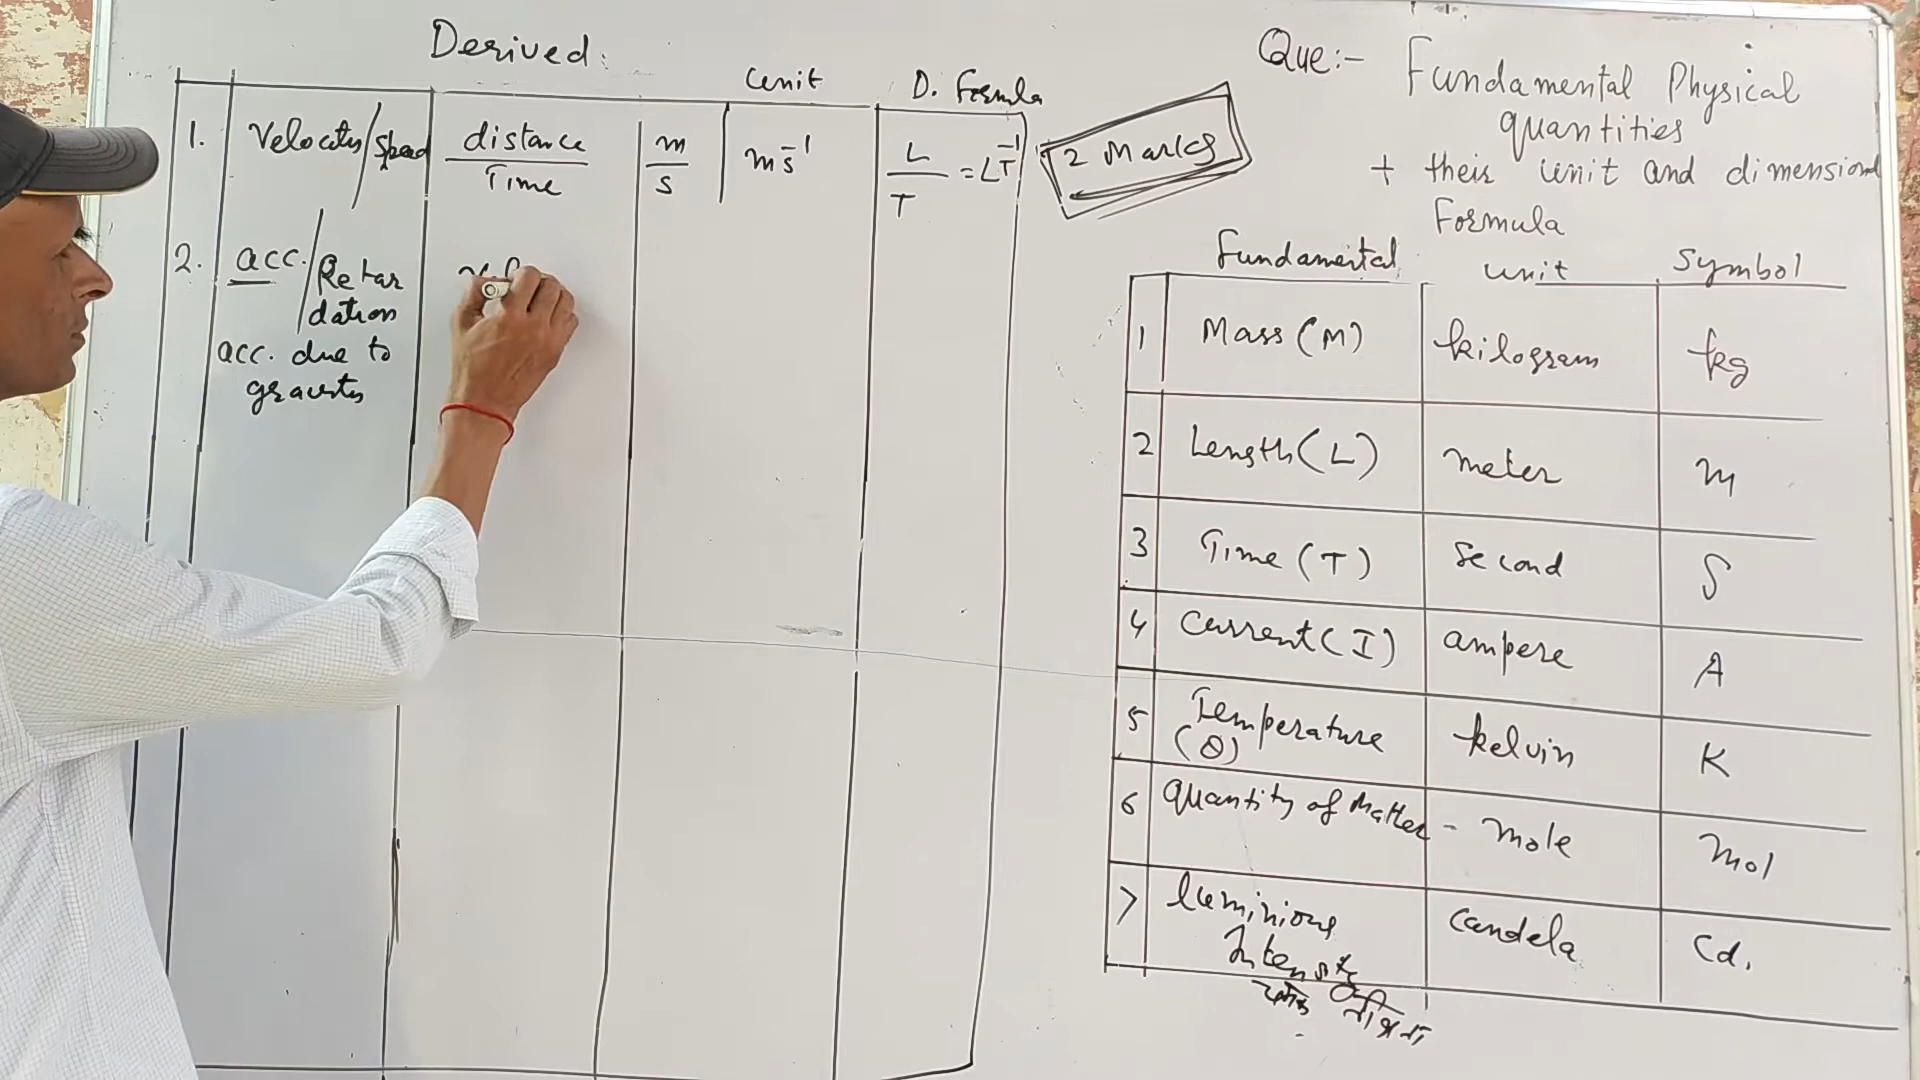 Derived
unit D. Formula
1. Velocity/speed distance/Time m/s ms⁻¹ L/T = LT⁻¹
2. acc./Retar
dation
acc. due to
gravity
2 Marks
Que:- Fundamental Physical
quantities
+ their unit and dimensional
Formula
Fundamental unit Symbol
1 Mass (M) kilogram kg
2 Length (L) meter m
3 Time (T) second S
4 Current (I) ampere A
5 Temperature (θ) kelvin K
6 Quantity of Matter - mole mol
7 luminious candela Cd.
Intensity